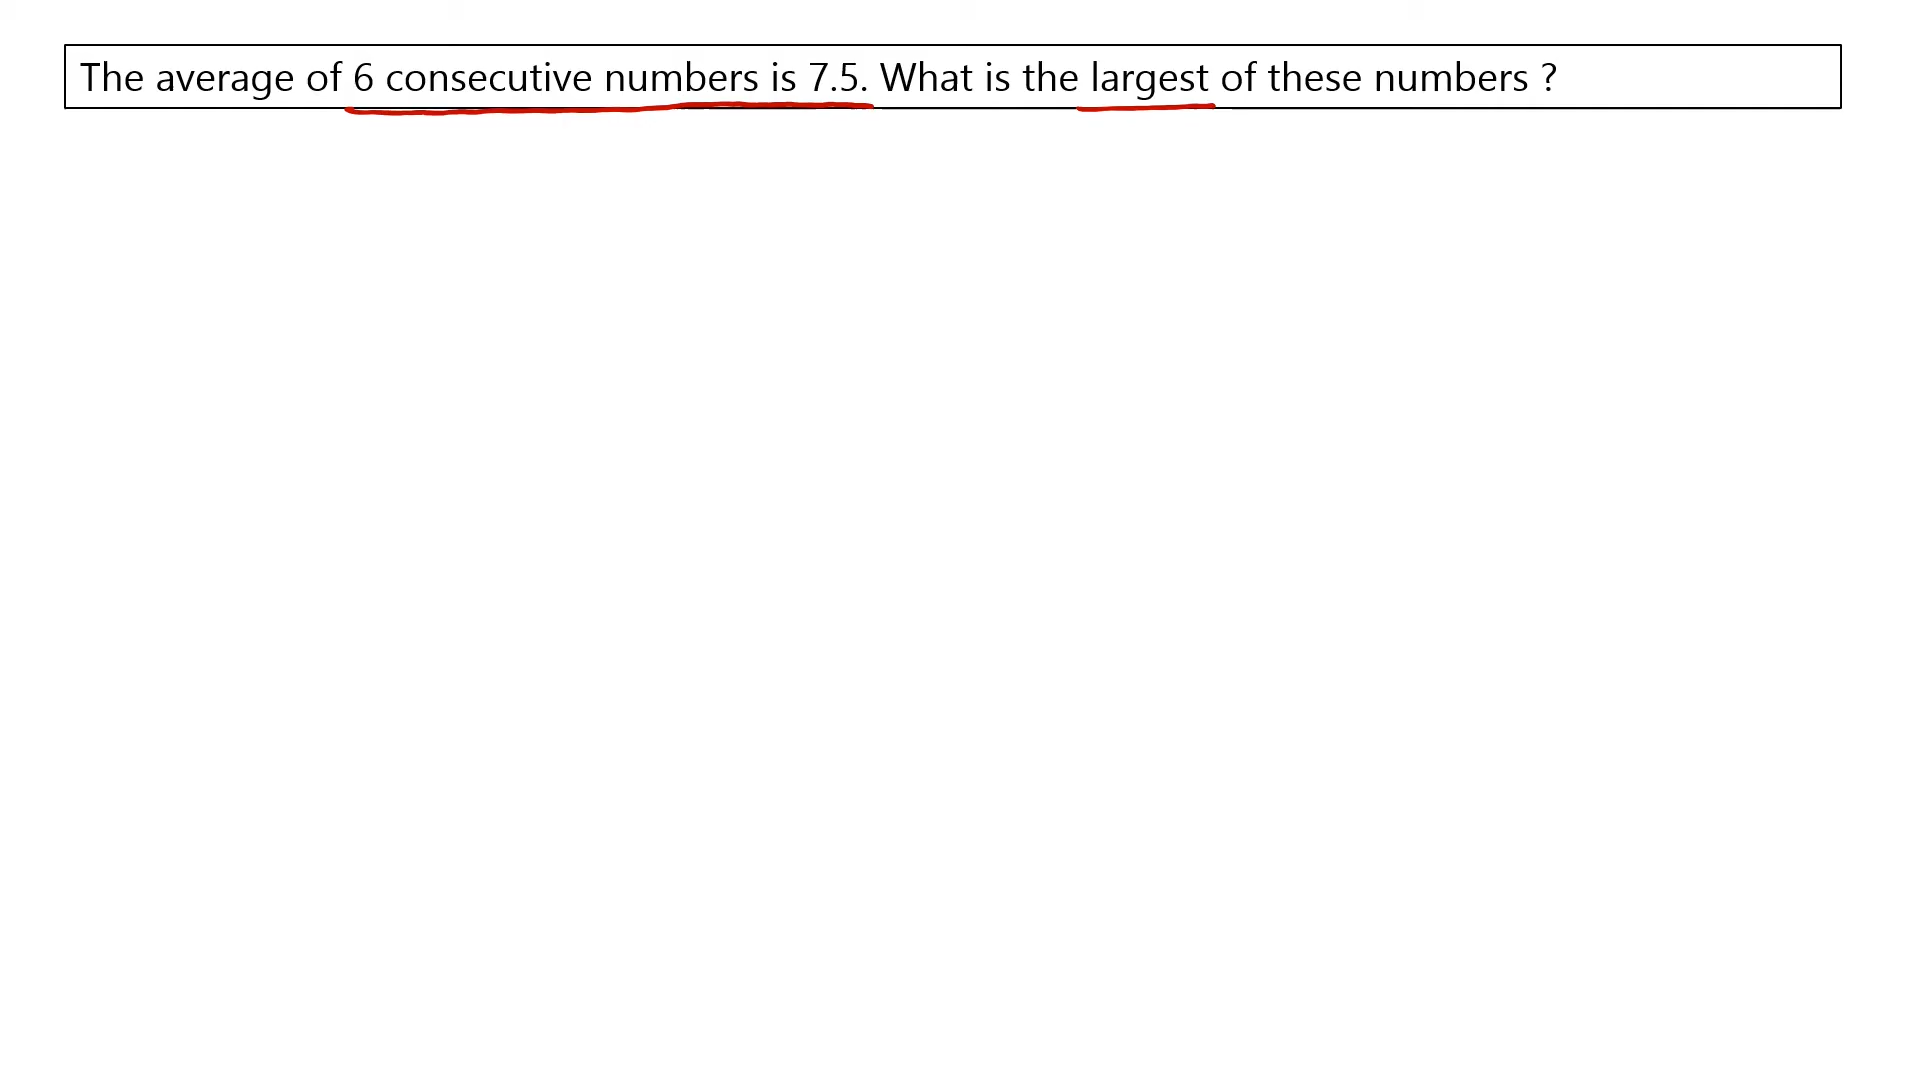 The average of 6 consecutive numbers is 7.5. What is the largest of these numbers ?